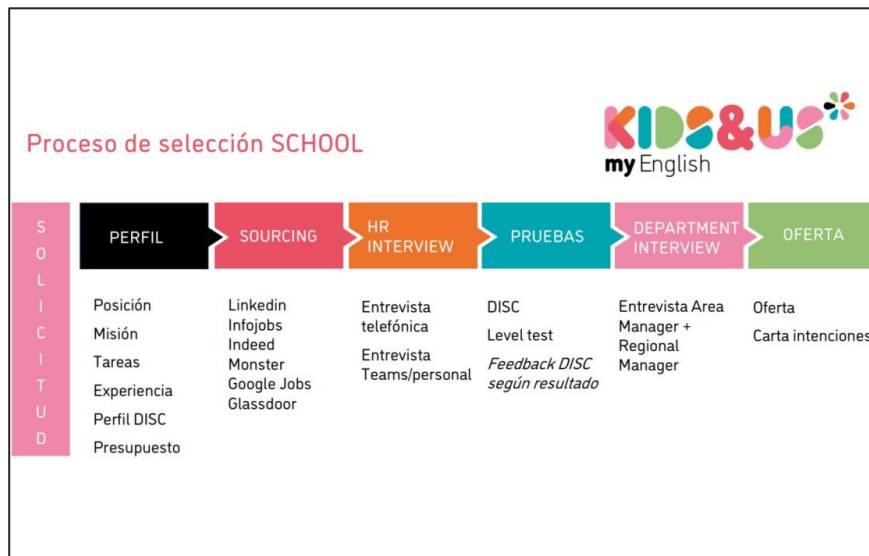 Proceso de selección SCHOOL
KIDS&US
my English
SOLICITUD
PERFIL
Posición
Misión
Tareas
Experiencia
Perfil DISC
Presupuesto
SOURCING
Linkedin
Infojobs
Indeed
Monster
Google Jobs
Glassdoor
HR
INTERVIEW
Entrevista
telefónica
Entrevista
Teams/personal
PRUEBAS
DISC
Level test
Feedback DISC
según resultado
DEPARTMENT
INTERVIEW
Entrevista Area
Manager +
Regional
Manager
OFERTA
Oferta
Carta intenciones